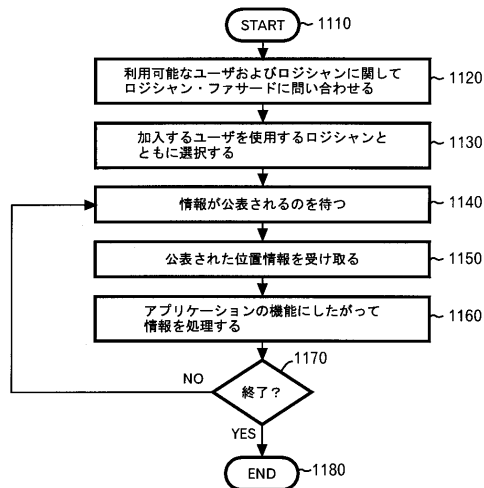 START
1110
利用可能なユーザおよびロジシャンに関して
ロジシャン・ファサードに問い合わせる
1120
加入するユーザを使用するロジシャンと
ともに選択する
1130
情報が公表されるのを待つ
1140
公表された位置情報を受け取る
1150
アプリケーションの機能にしたがって
情報を処理する
1160
1170
NO
終了?
YES
END
1180